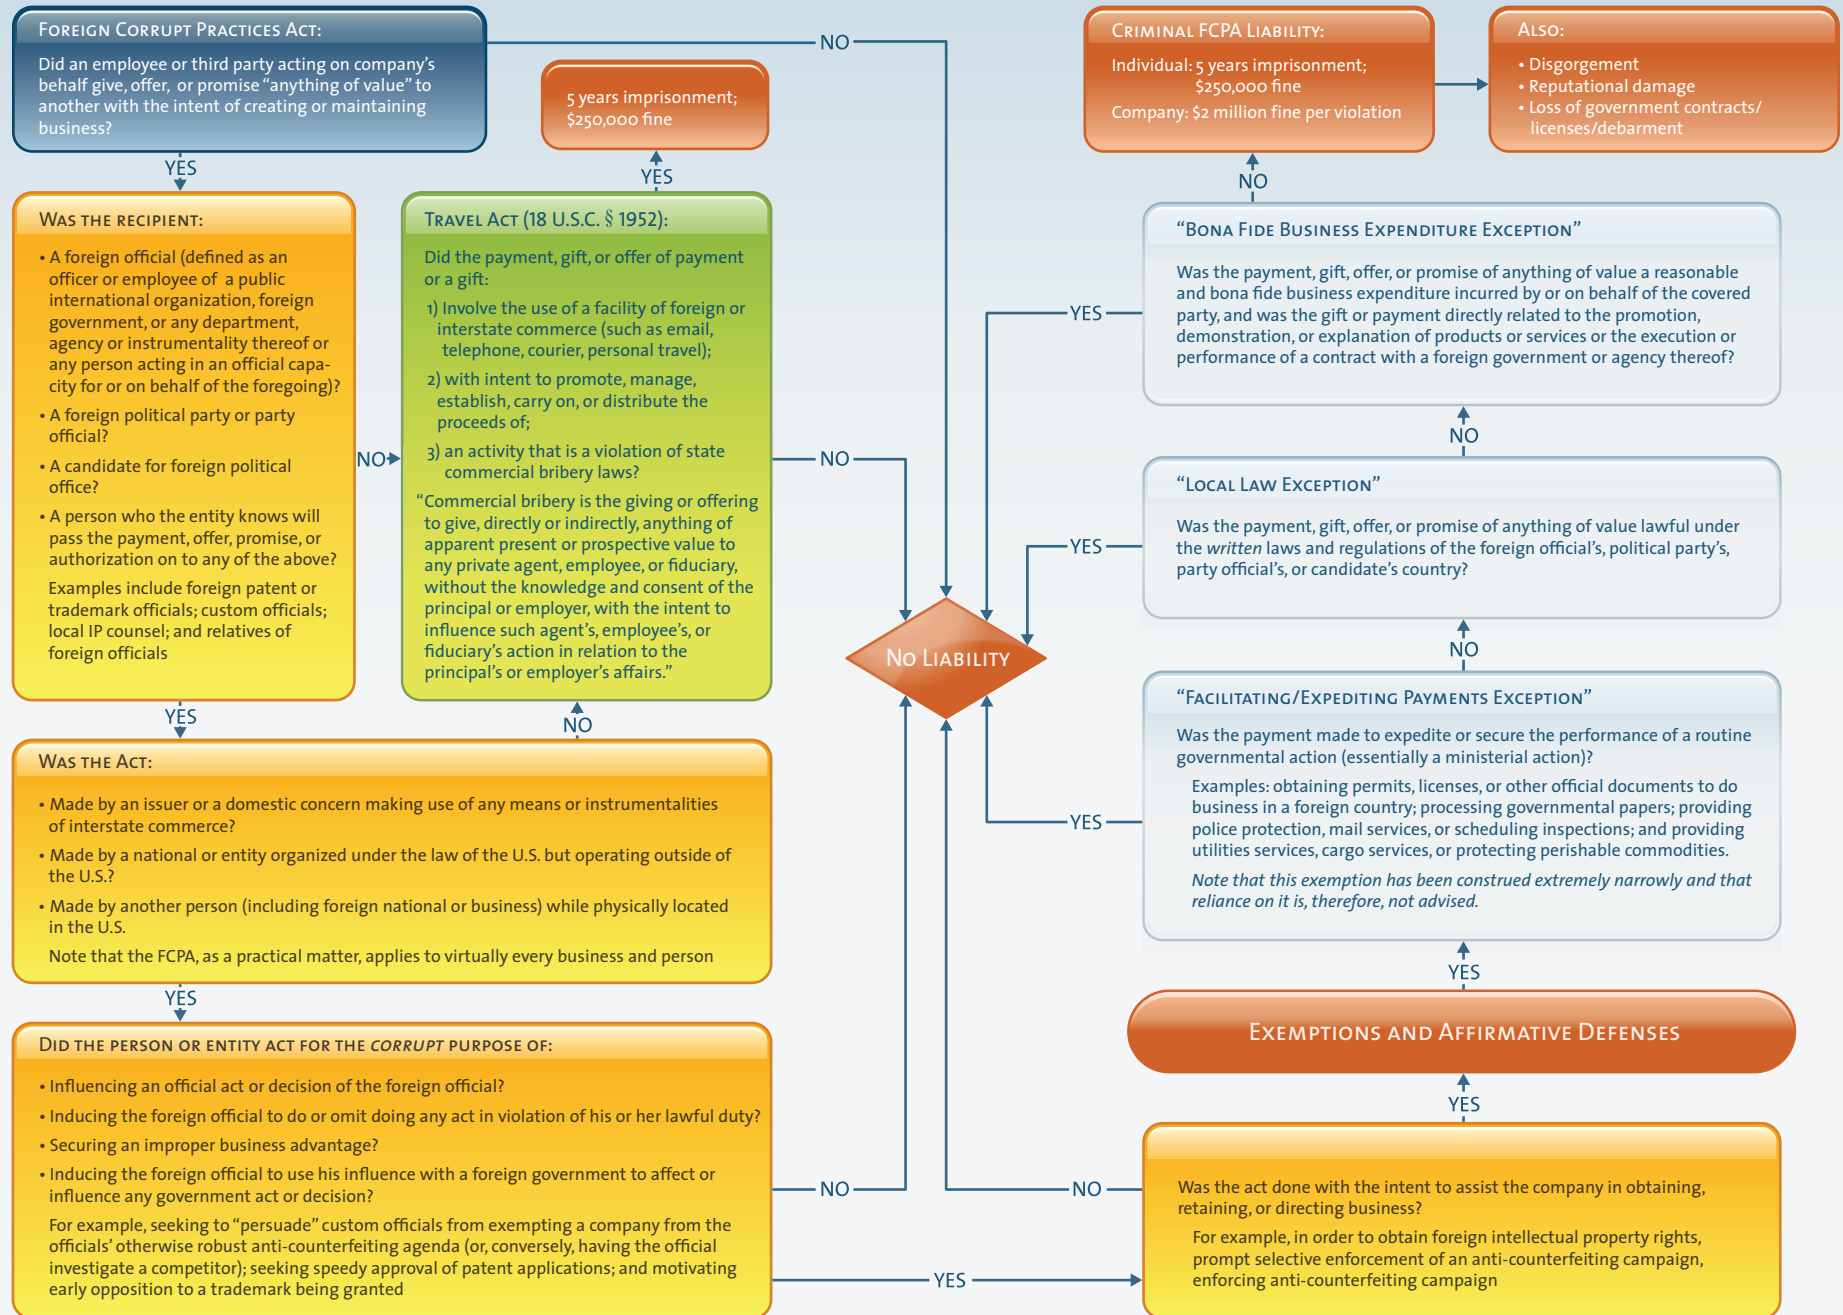 FOREIGN CORRUPT PRACTICES ACT:
Did an employee or third party acting on company's
behalf give, offer, or promise “anything of value” to
another with the intent of creating or maintaining
business?
NO
5 years imprisonment;
$250,000 fine
CRIMINAL FCPA LIABILITY:
Individual: 5 years imprisonment;
$250,000 fine
Company: $2 million fine per violation
ALSO:
• Disgorgement
• Reputational damage
• Loss of government contracts/
licenses/debarment
YES
YES
NO
WAS THE RECIPIENT:
• A foreign official (defined as an
officer or employee of a public
international organization, foreign
government, or any department,
agency or instrumentality thereof or
any person acting in an official capa-
city for or on behalf of the foregoing)?
• A foreign political party or party
official?
• A candidate for foreign political
office?
• A person who the entity knows will
pass the payment, offer, promise, or
authorization on to any of the above?
Examples include foreign patent or
trademark officials; custom officials;
local IP counsel; and relatives of
foreign officials
NO
TRAVEL ACT (18 U.S.C. § 1952):
Did the payment, gift, or offer of payment
or a gift:
1) Involve the use of a facility of foreign or
interstate commerce (such as email,
telephone, courier, personal travel);
2) with intent to promote, manage,
establish, carry on, or distribute the
proceeds of;
3) an activity that is a violation of state
commercial bribery laws?
“Commercial bribery is the giving or offering
to give, directly or indirectly, anything of
apparent present or prospective value to
any private agent, employee, or fiduciary,
without the knowledge and consent of the
principal or employer, with the intent to
influence such agent's, employee's, or
fiduciary's action in relation to the
principal's or employer's affairs.”
NO
“BONA FIDE BUSINESS EXPENDITURE EXCEPTION”
Was the payment, gift, offer, or promise of anything of value a reasonable
and bona fide business expenditure incurred by or on behalf of the covered
party, and was the gift or payment directly related to the promotion,
demonstration, or explanation of products or services or the execution or
performance of a contract with a foreign government or agency thereof?
YES
NO
“LOCAL LAW EXCEPTION”
Was the payment, gift, offer, or promise of anything of value lawful under
the written laws and regulations of the foreign official's, political party's,
party official's, or candidate's country?
YES
NO
NO LIABILITY
“FACILITATING/EXPEDITING PAYMENTS EXCEPTION”
Was the payment made to expedite or secure the performance of a routine
governmental action (essentially a ministerial action)?
Examples: obtaining permits, licenses, or other official documents to do
business in a foreign country; processing governmental papers; providing
police protection, mail services, or scheduling inspections; and providing
utilities services, cargo services, or protecting perishable commodities.
Note that this exemption has been construed extremely narrowly and that
reliance on it is, therefore, not advised.
YES
YES
YES
NO
WAS THE ACT:
• Made by an issuer or a domestic concern making use of any means or instrumentalities
of interstate commerce?
• Made by a national or entity organized under the law of the U.S. but operating outside of
the U.S.?
• Made by another person (including foreign national or business) while physically located
in the U.S.
Note that the FCPA, as a practical matter, applies to virtually every business and person
YES
EXEMPTIONS AND AFFIRMATIVE DEFENSES
YES
DID THE PERSON OR ENTITY ACT FOR THE CORRUPT PURPOSE OF:
• Influencing an official act or decision of the foreign official?
• Inducing the foreign official to do or omit doing any act in violation of his or her lawful duty?
• Securing an improper business advantage?
• Inducing the foreign official to use his influence with a foreign government to affect or
influence any government act or decision?
For example, seeking to “persuade” custom officials from exempting a company from the
officials' otherwise robust anti-counterfeiting agenda (or, conversely, having the official
investigate a competitor); seeking speedy approval of patent applications; and motivating
early opposition to a trademark being granted
NO
YES
NO
Was the act done with the intent to assist the company in obtaining,
retaining, or directing business?
For example, in order to obtain foreign intellectual property rights,
prompt selective enforcement of an anti-counterfeiting campaign,
enforcing anti-counterfeiting campaign